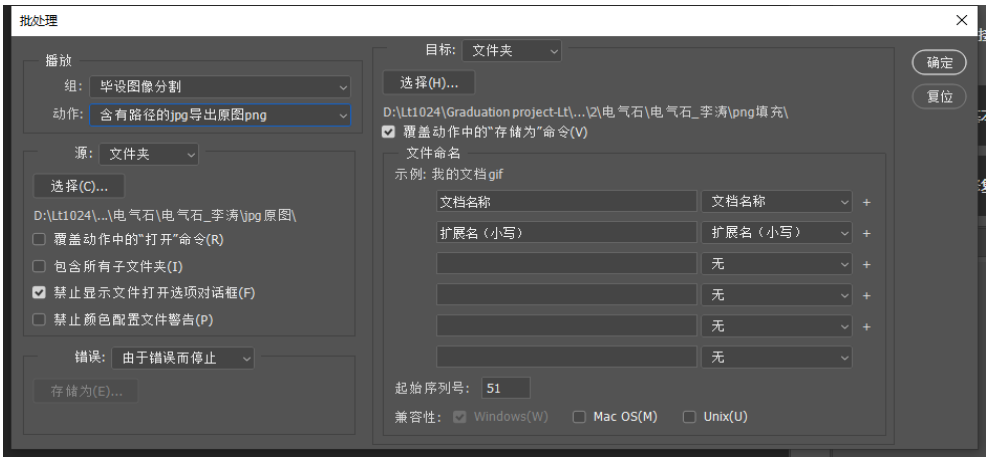 批处理
播放
组: 毕设图像分割
动作: 含有路径的jpg导出原图png
源: 文件夹
选择(C)...
D:\Lt1024\...\电气石\电气石_李涛\jpg原图\
覆盖动作中的"打开"命令(R)
包含所有子文件夹(I)
禁止显示文件打开选项对话框(F)
禁止颜色配置文件警告(P)
错误: 由于错误而停止
存储为(E)...
目标: 文件夹
选择(H)...
D:\Lt1024\Graduation project-Lt\...\2\电气石\电气石_李涛\png填充\
覆盖动作中的"存储为"命令(V)
文件命名
示例: 我的文档gif
文档名称 文档名称 +
扩展名（小写） 扩展名（小写） +
无 +
无 +
无 +
无
起始序列号: 51
兼容性: Windows(W) Mac OS(M) Unix(U)
确定
复位